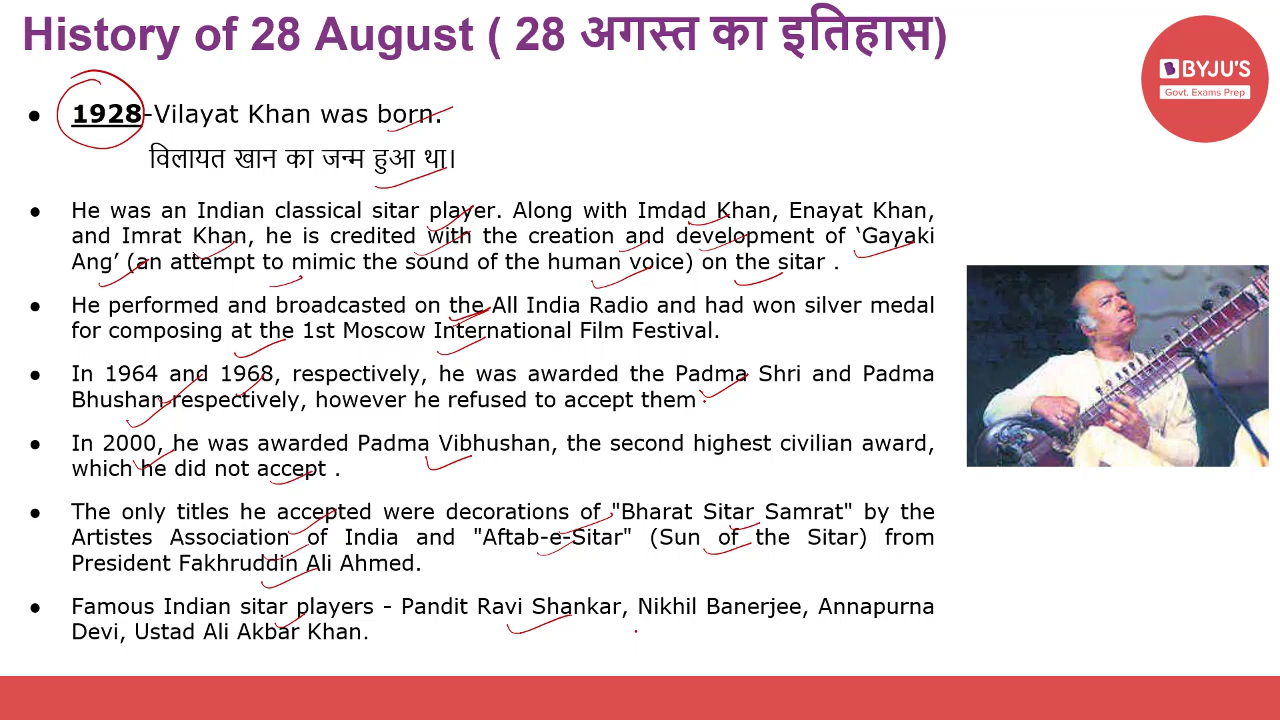 History of 28 August ( 28 अगस्त का इतिहास)
BYJU'S
Govt. Exams Prep
● 1928-Vilayat Khan was born.
विलायत खान का जन्म हुआ था।
● He was an Indian classical sitar player. Along with Imdad Khan, Enayat Khan,
and Imrat Khan, he is credited with the creation and development of ‘Gayaki
Ang’ (an attempt to mimic the sound of the human voice) on the sitar .
● He performed and broadcasted on the All India Radio and had won silver medal
for composing at the 1st Moscow International Film Festival.
● In 1964 and 1968, respectively, he was awarded the Padma Shri and Padma
Bhushan respectively, however he refused to accept them
● In 2000, he was awarded Padma Vibhushan, the second highest civilian award,
which he did not accept .
● The only titles he accepted were decorations of "Bharat Sitar Samrat" by the
Artistes Association of India and "Aftab-e-Sitar" (Sun of the Sitar) from
President Fakhruddin Ali Ahmed.
● Famous Indian sitar players - Pandit Ravi Shankar, Nikhil Banerjee, Annapurna
Devi, Ustad Ali Akbar Khan.